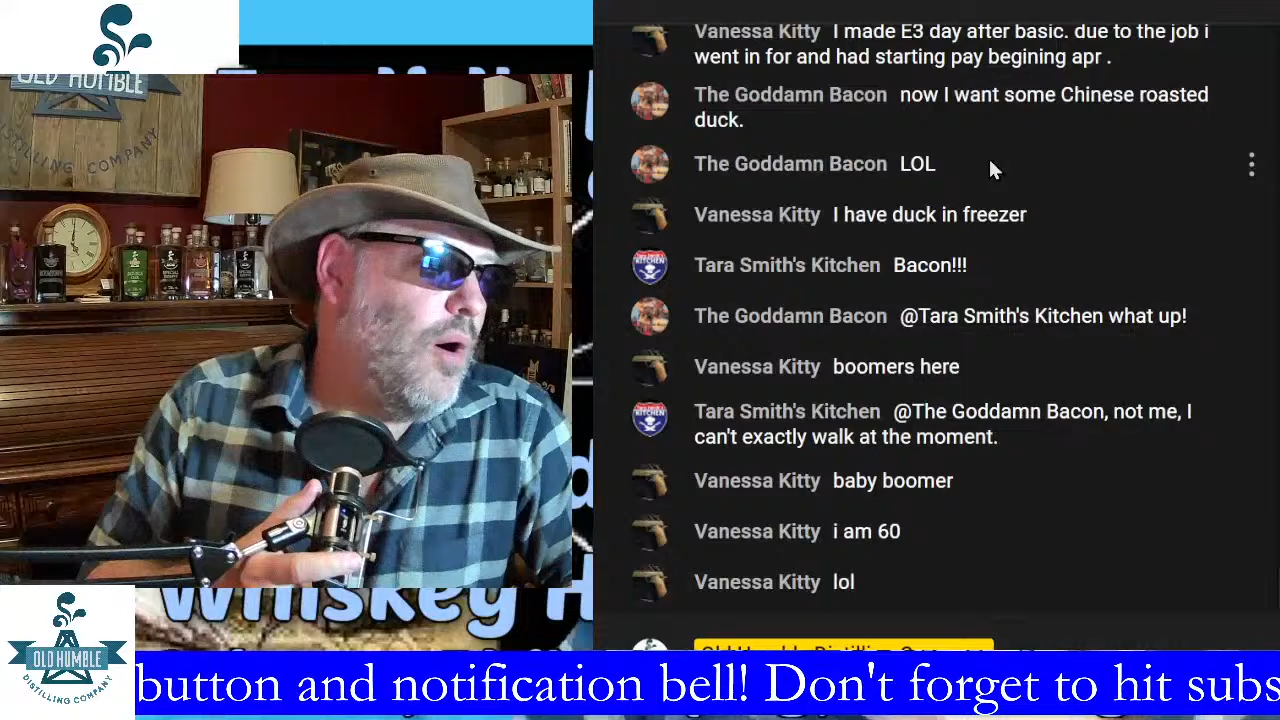 OLD HUMBLE
DISTILLING COMPANY
Vanessa Kitty I made E3 day after basic. due to the job i
went in for and had starting pay begining apr .
The Goddamn Bacon now I want some Chinese roasted
duck.
The Goddamn Bacon LOL
Vanessa Kitty I have duck in freezer
Tara Smith's Kitchen Bacon!!!
The Goddamn Bacon @Tara Smith's Kitchen what up!
Vanessa Kitty boomers here
Tara Smith's Kitchen @The Goddamn Bacon, not me, I
can't exactly walk at the moment.
Vanessa Kitty baby boomer
Vanessa Kitty i am 60
Vanessa Kitty lol
Whiskey H
OLD HUMBLE
DISTILLING COMPANY
button and notification bell! Don't forget to hit subs